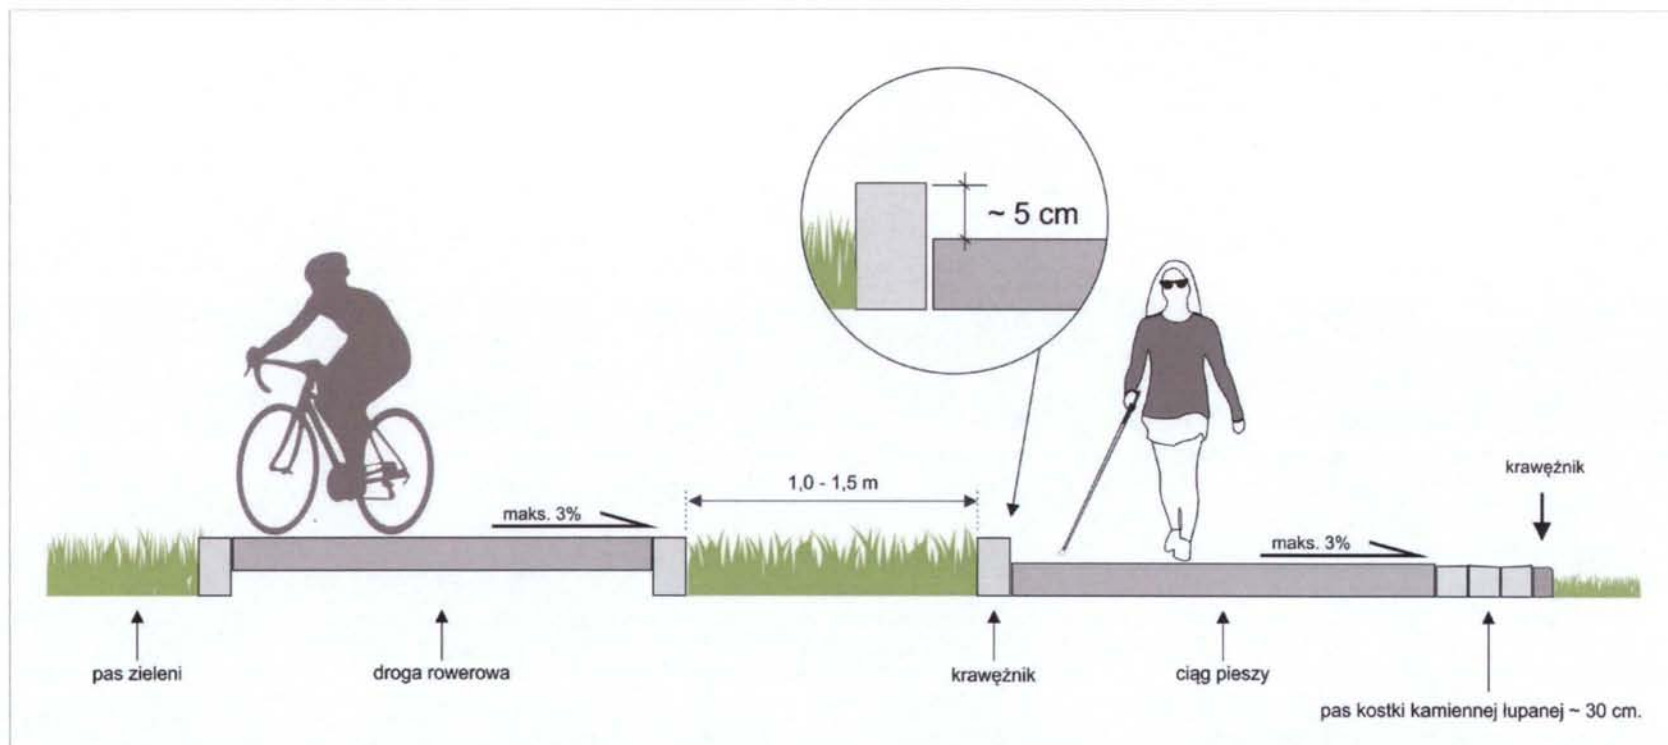 ~ 5 cm
krawężnik
1,0 - 1,5 m
maks. 3%
maks. 3%
pas zieleni
droga rowerowa
krawężnik
ciąg pieszy
pas kostki kamiennej łupanej ~ 30 cm.